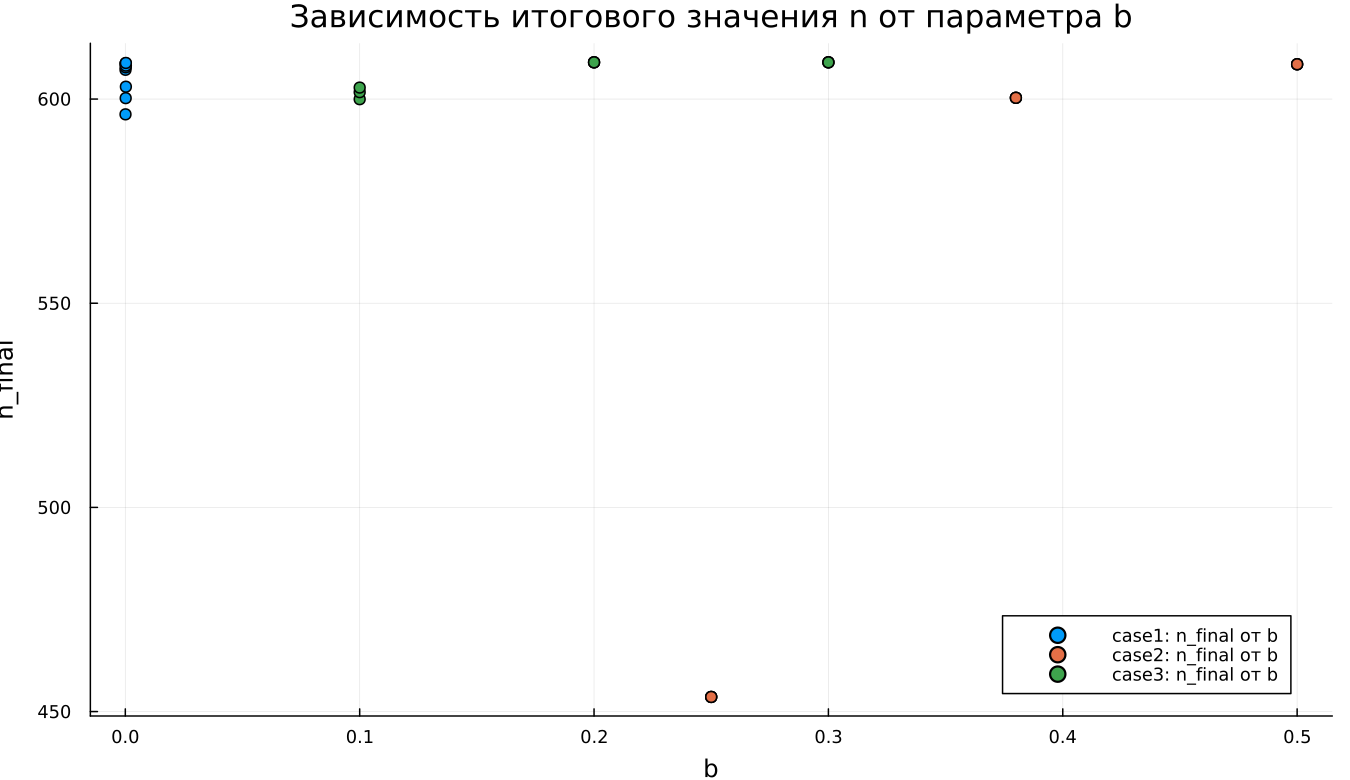 Зависимость итогового значения n от параметра b
n_final
600
550
500
450
case1: n_final от b
case2: n_final от b
case3: n_final от b
0.0 0.1 0.2 0.3 0.4 0.5
b